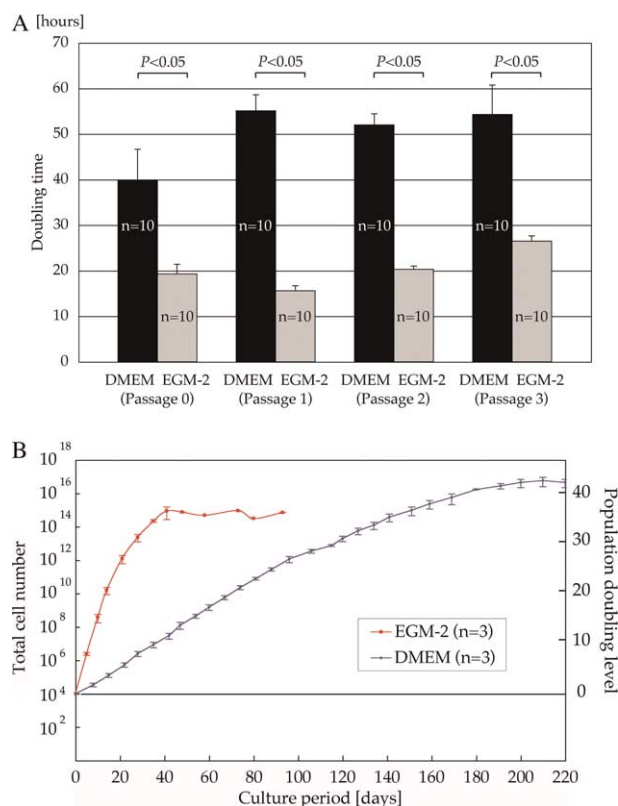 A [hours]
P<0.05 P<0.05 P<0.05 P<0.05
70
60
50
40
30
20
10
0
Doubling time
n=10 n=10 n=10 n=10
n=10 n=10 n=10 n=10
DMEM EGM-2 DMEM EGM-2 DMEM EGM-2 DMEM EGM-2
(Passage 0) (Passage 1) (Passage 2) (Passage 3)
B
10^18
10^16
10^14
10^12
10^10
10^8
10^6
10^4
10^2
Total cell number
40
30
20
10
0
Population doubling level
EGM-2 (n=3)
DMEM (n=3)
0 20 40 60 80 100 120 140 160 180 200 220
Culture period [days]